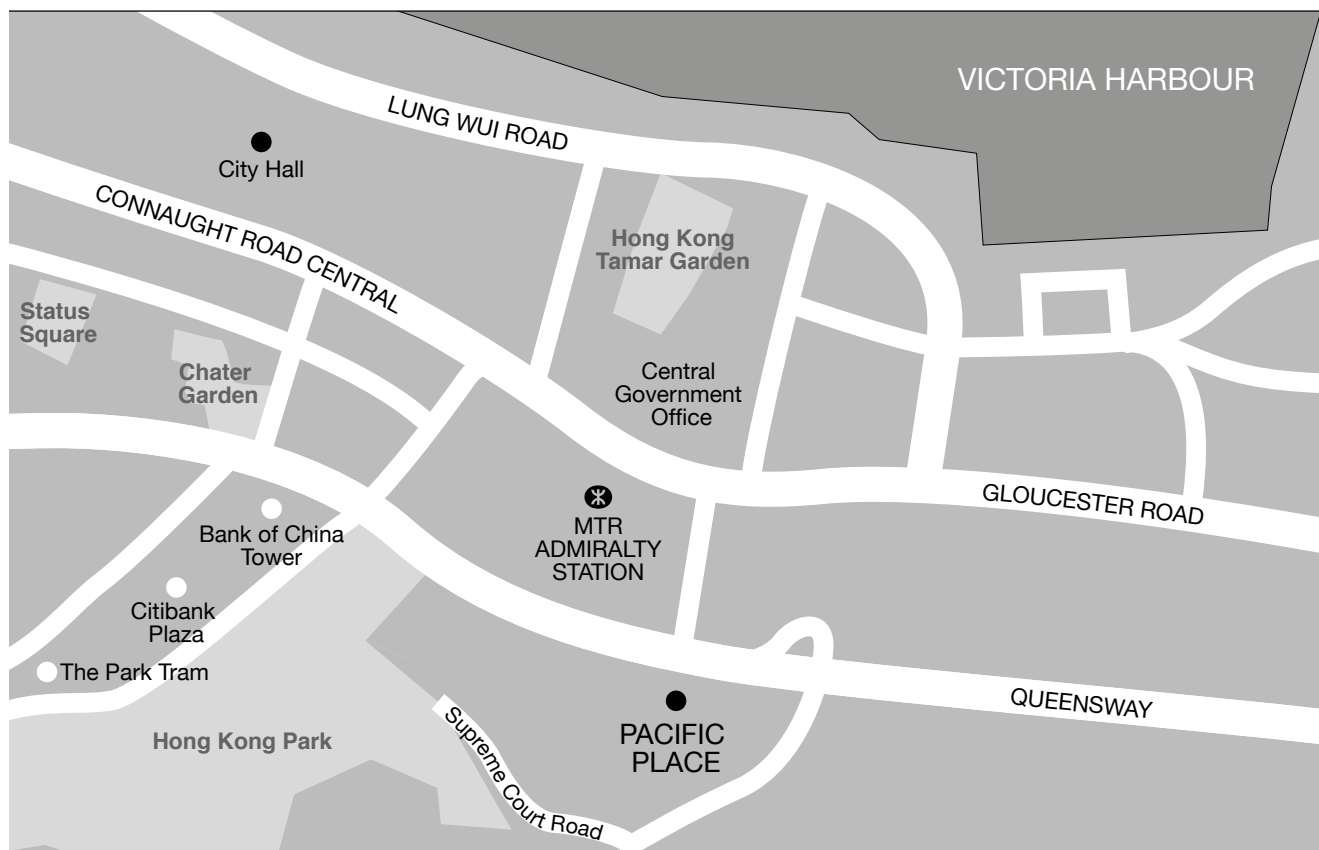 VICTORIA HARBOUR
LUNG WUI ROAD
City Hall
CONNAUGHT ROAD CENTRAL
Hong Kong
Tamar Garden
Status
Square
Chater
Garden
Central
Government
Office
GLOUCESTER ROAD
MTR
ADMIRALTY
STATION
Bank of China
Tower
Citibank
Plaza
The Park Tram
QUEENSWAY
Hong Kong Park
Supreme Court Road
PACIFIC
PLACE